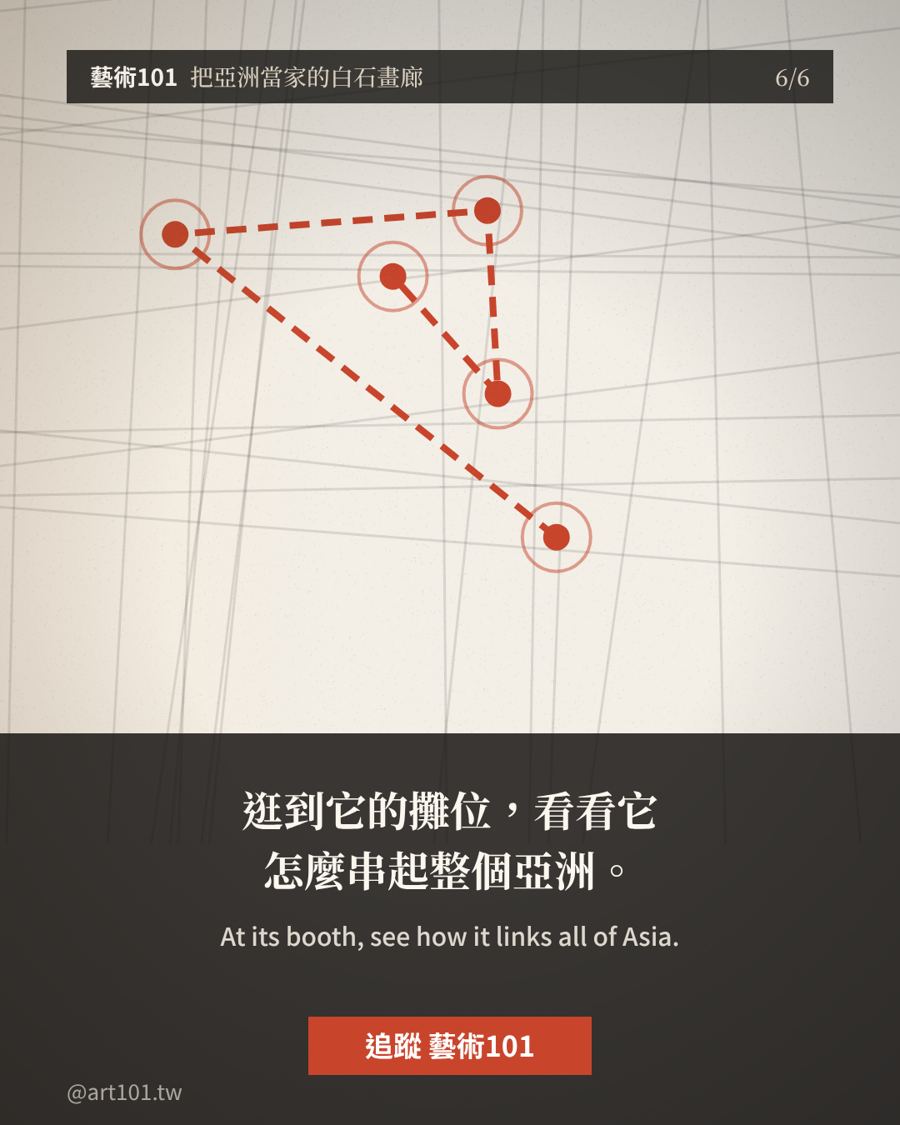 藝術101 把亞洲當家的白石畫廊 6/6
逛到它的攤位，看看它
怎麼串起整個亞洲。
At its booth, see how it links all of Asia.
追蹤 藝術101
@art101.tw